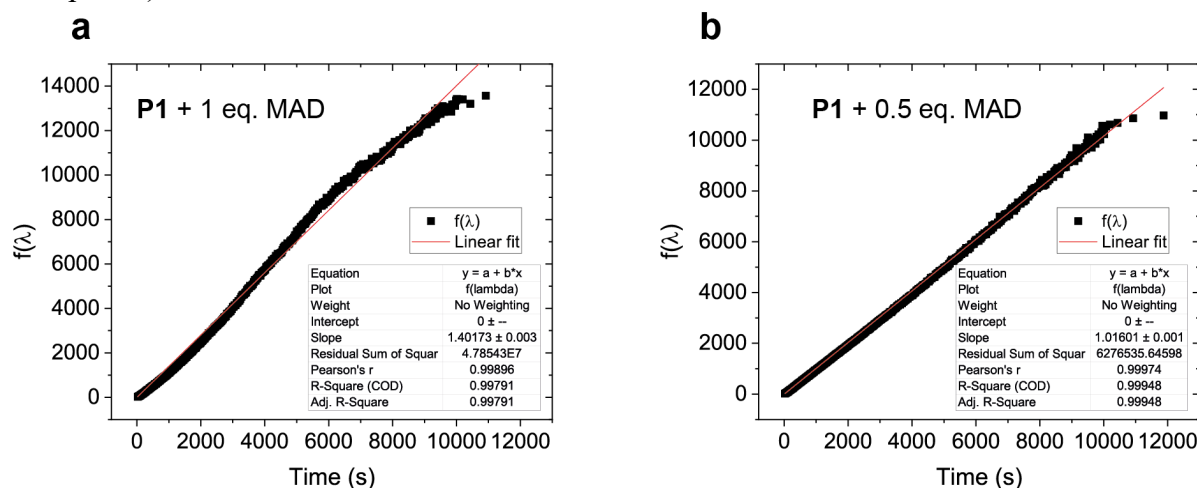 a
f(λ)
14000
12000
10000
8000
6000
4000
2000
0
P1 + 1 eq. MAD
f(λ)
Linear fit
Equation y = a + b*x
Plot f(lambda)
Weight No Weighting
Intercept 0 ± --
Slope 1.40173 ± 0.003
Residual Sum of Squar 4.78543E7
Pearson's r 0.99896
R-Square (COD) 0.99791
Adj. R-Square 0.99791
0 2000 4000 6000 8000 10000 12000
Time (s)
b
f(λ)
12000
10000
8000
6000
4000
2000
0
P1 + 0.5 eq. MAD
f(λ)
Linear fit
Equation y = a + b*x
Plot f(lambda)
Weight No Weighting
Intercept 0 ± --
Slope 1.01601 ± 0.001
Residual Sum of Squar 6276535.64598
Pearson's r 0.99974
R-Square (COD) 0.99948
Adj. R-Square 0.99948
0 2000 4000 6000 8000 10000 12000
Time (s)